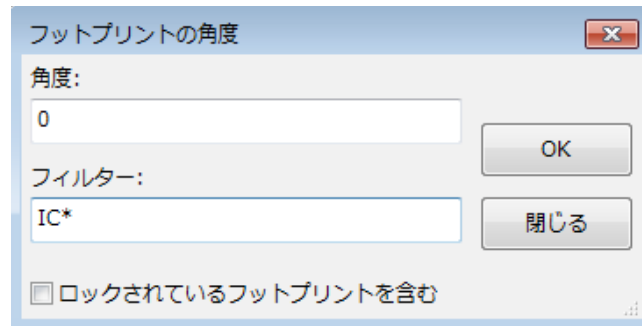 フットプリントの角度
角度:
0
OK
フィルター:
IC*
閉じる
ロックされているフットプリントを含む